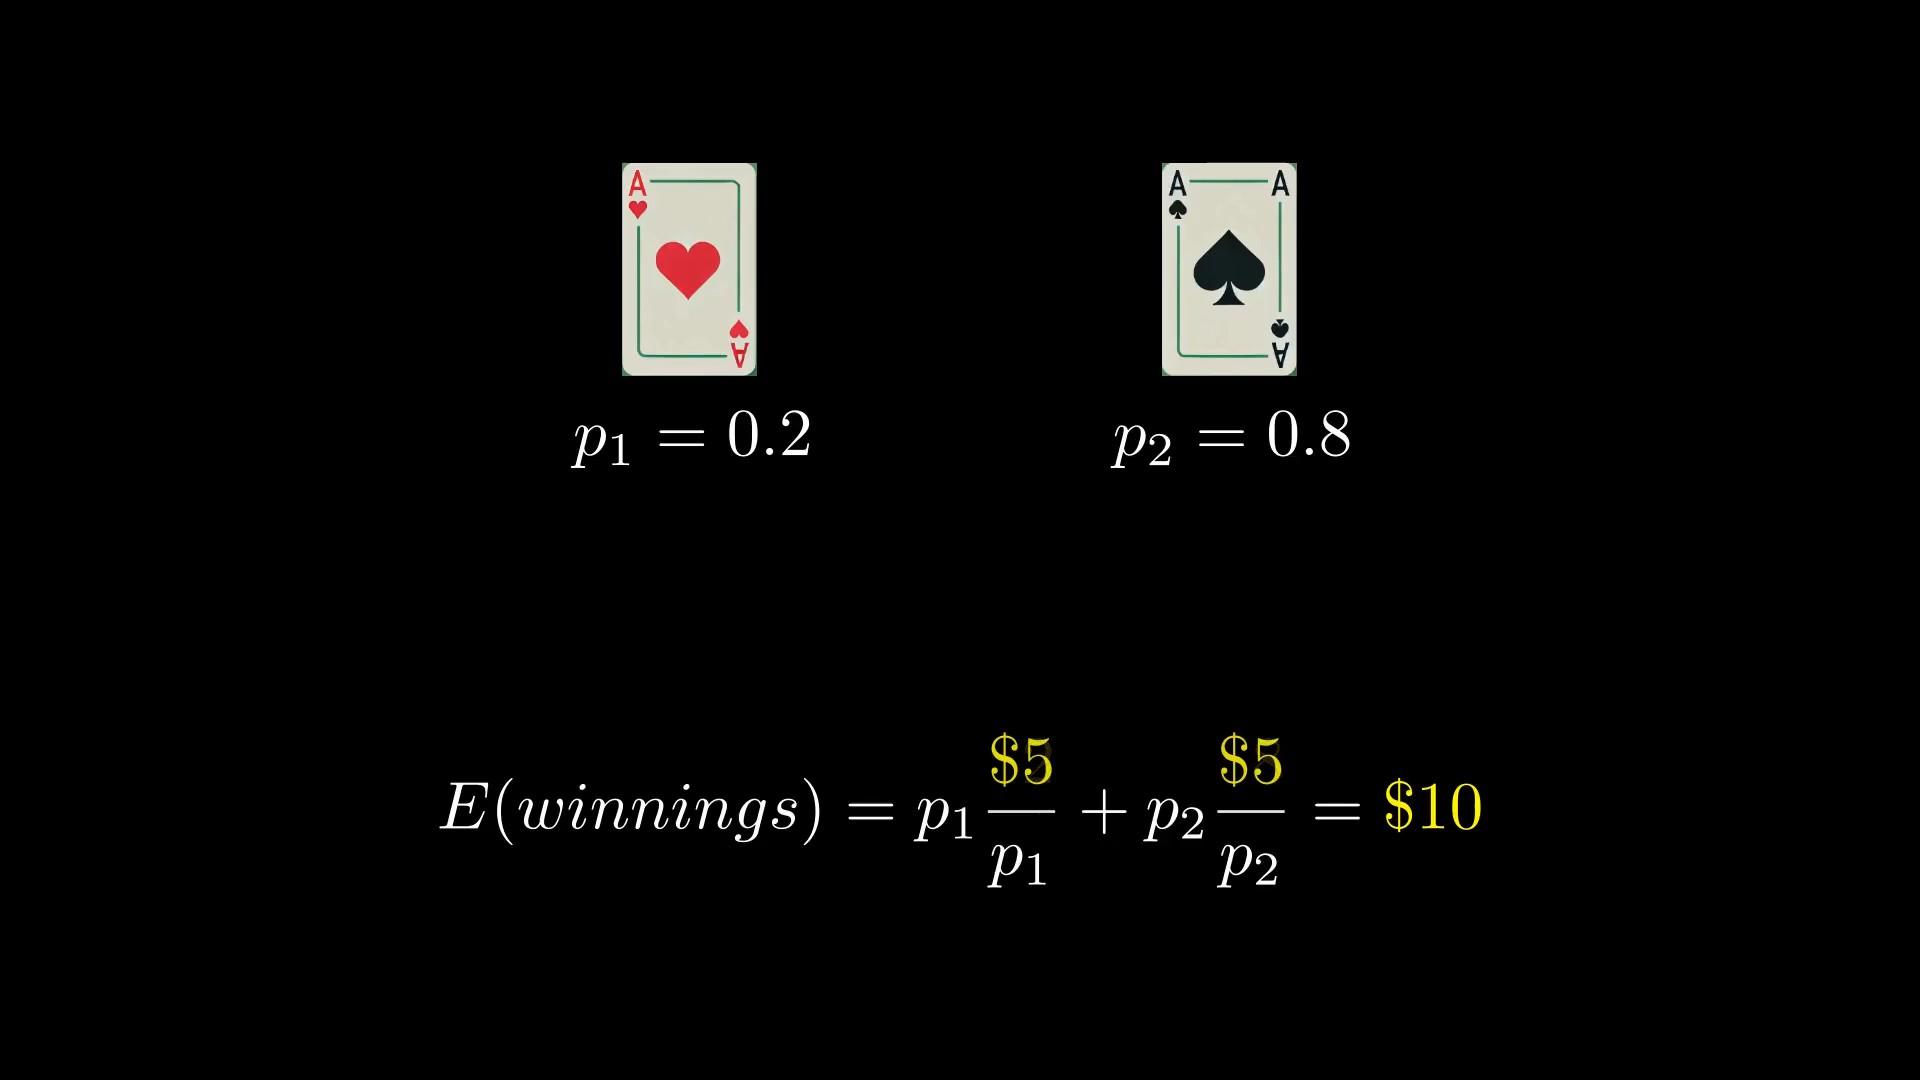 A A A
A A
p₁ = 0.2 p₂ = 0.8
E(winnings) = p₁ $5/p₁ + p₂ $5/p₂ = $10